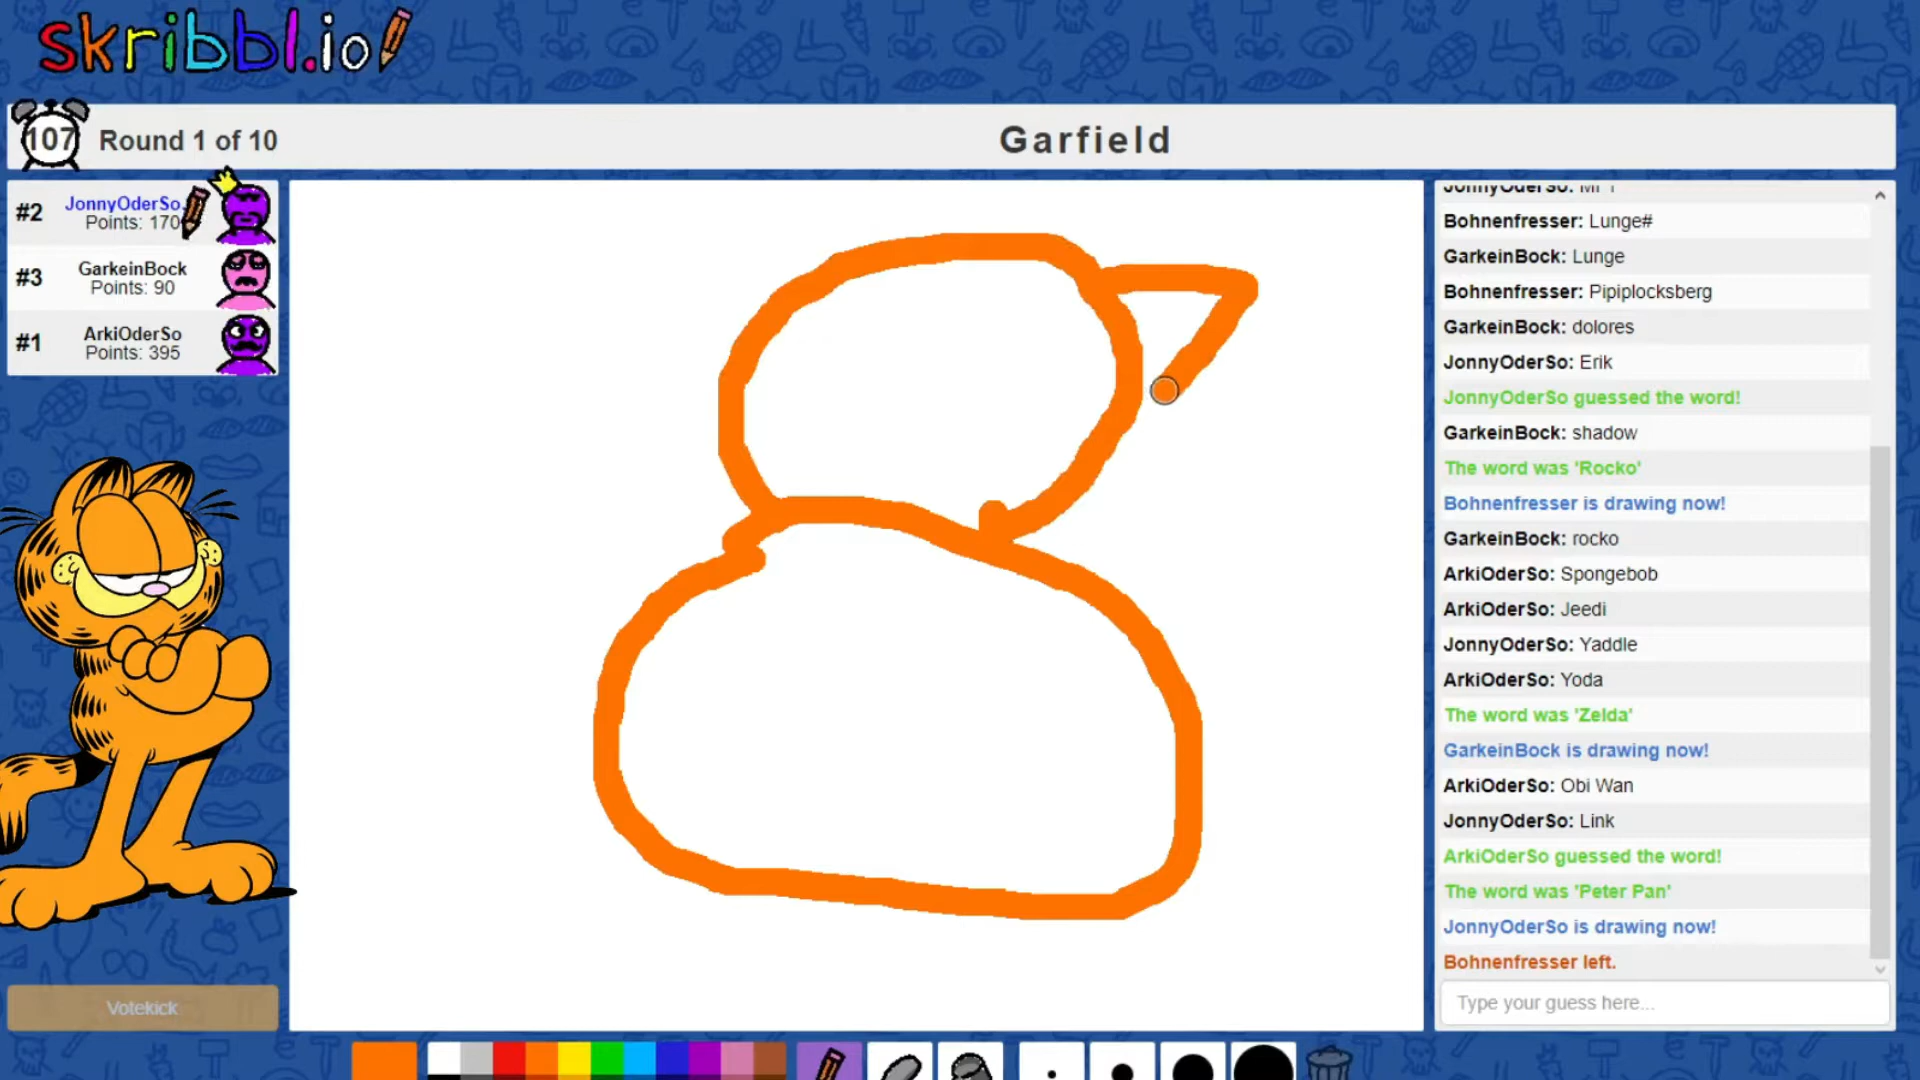 skribbl.io
107
Round 1 of 10
Garfield
#2
JonnyOderSo
Points: 170
#3
GarkeinBock
Points: 90
#1
ArkiOderSo
Points: 395
JonnyOderSo: Mr T
Bohnenfresser: Lunge#
GarkeinBock: Lunge
Bohnenfresser: Pipiplocksberg
GarkeinBock: dolores
JonnyOderSo: Erik
JonnyOderSo guessed the word!
GarkeinBock: shadow
The word was 'Rocko'
Bohnenfresser is drawing now!
GarkeinBock: rocko
ArkiOderSo: Spongebob
ArkiOderSo: Jeedi
JonnyOderSo: Yaddle
ArkiOderSo: Yoda
The word was 'Zelda'
GarkeinBock is drawing now!
ArkiOderSo: Obi Wan
JonnyOderSo: Link
ArkiOderSo guessed the word!
The word was 'Peter Pan'
JonnyOderSo is drawing now!
Bohnenfresser left.
Type your guess here...
Votekick